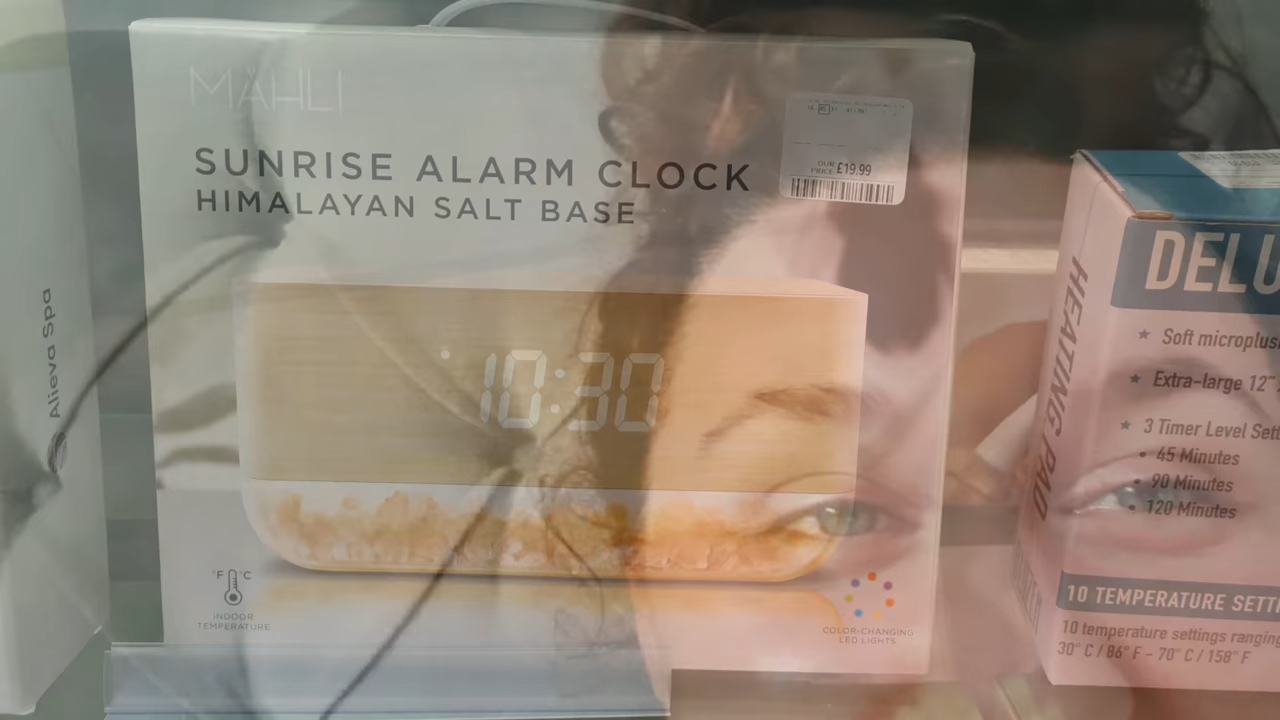 Alieva Spa
MÄHLI
SUNRISE ALARM CLOCK
HIMALAYAN SALT BASE
OUR
PRICE £19.99
10:30
°F °C
INDOOR
TEMPERATURE
COLOR-CHANGING
LED LIGHTS
HEATING PAD
DELU
★ Soft microplus
★ Extra-large 12"
★ 3 Timer Level Sett
• 45 Minutes
• 90 Minutes
• 120 Minutes
10 TEMPERATURE SETTI
10 temperature settings ranging
30° C / 86° F – 70° C / 158° F